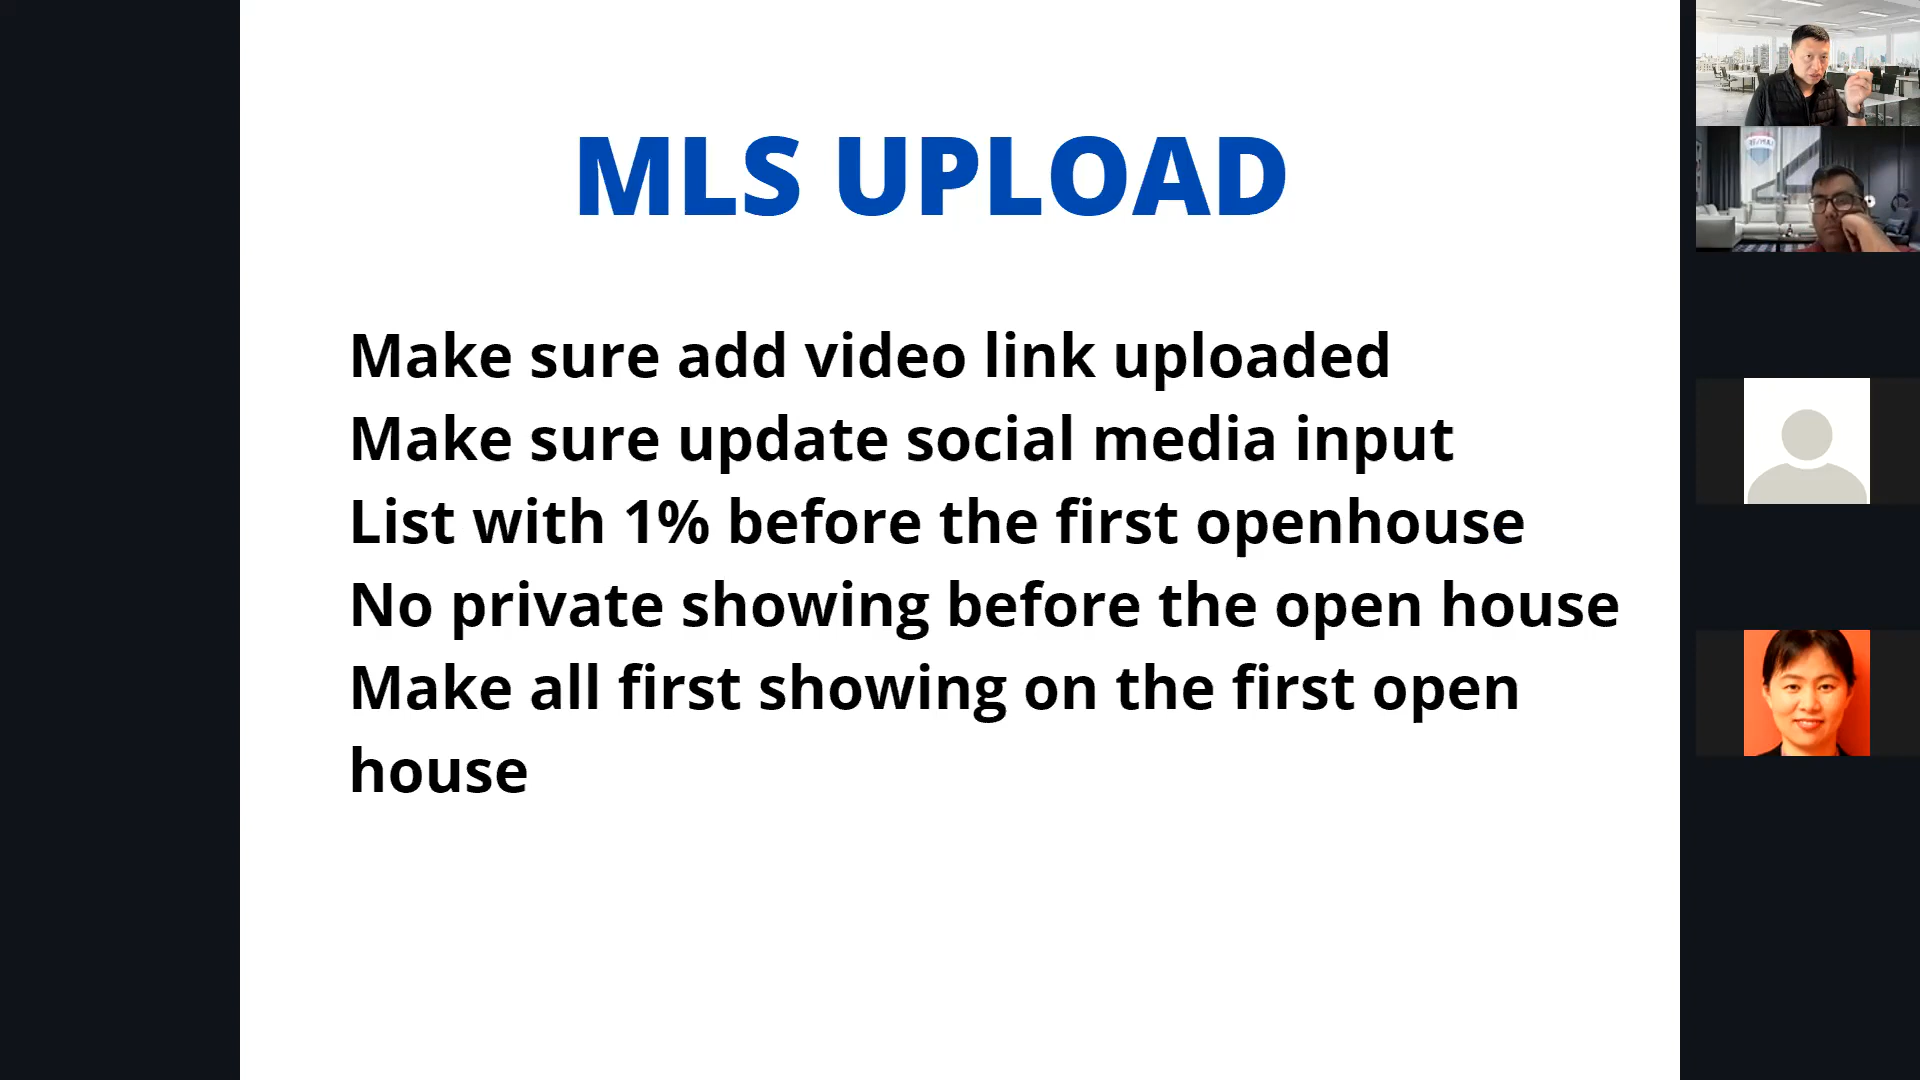 MLS UPLOAD
Make sure add video link uploaded
Make sure update social media input
List with 1% before the first openhouse
No private showing before the open house
Make all first showing on the first open
house